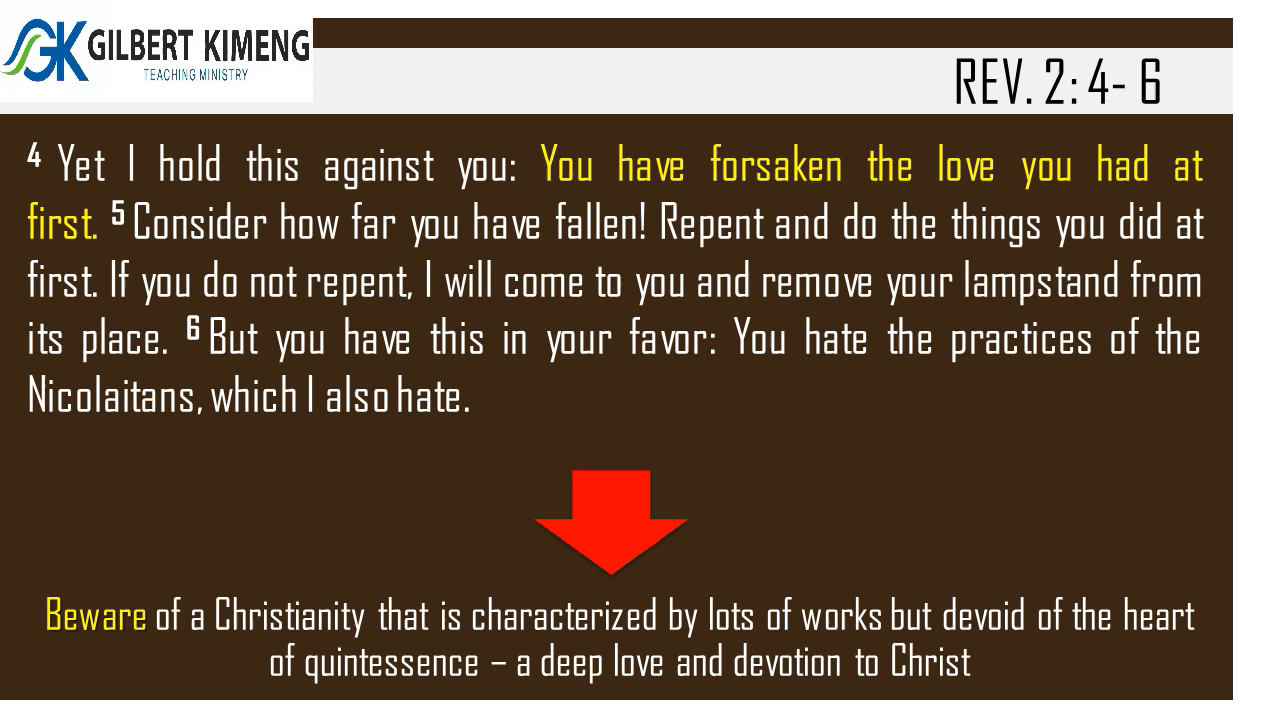 GK GILBERT KIMENG
TEACHING MINISTRY
REV. 2: 4- 6
4 Yet I hold this against you: You have forsaken the love you had at
first. 5 Consider how far you have fallen! Repent and do the things you did at
first. If you do not repent, I will come to you and remove your lampstand from
its place. 6 But you have this in your favor: You hate the practices of the
Nicolaitans, which I also hate.
Beware of a Christianity that is characterized by lots of works but devoid of the heart
of quintessence – a deep love and devotion to Christ